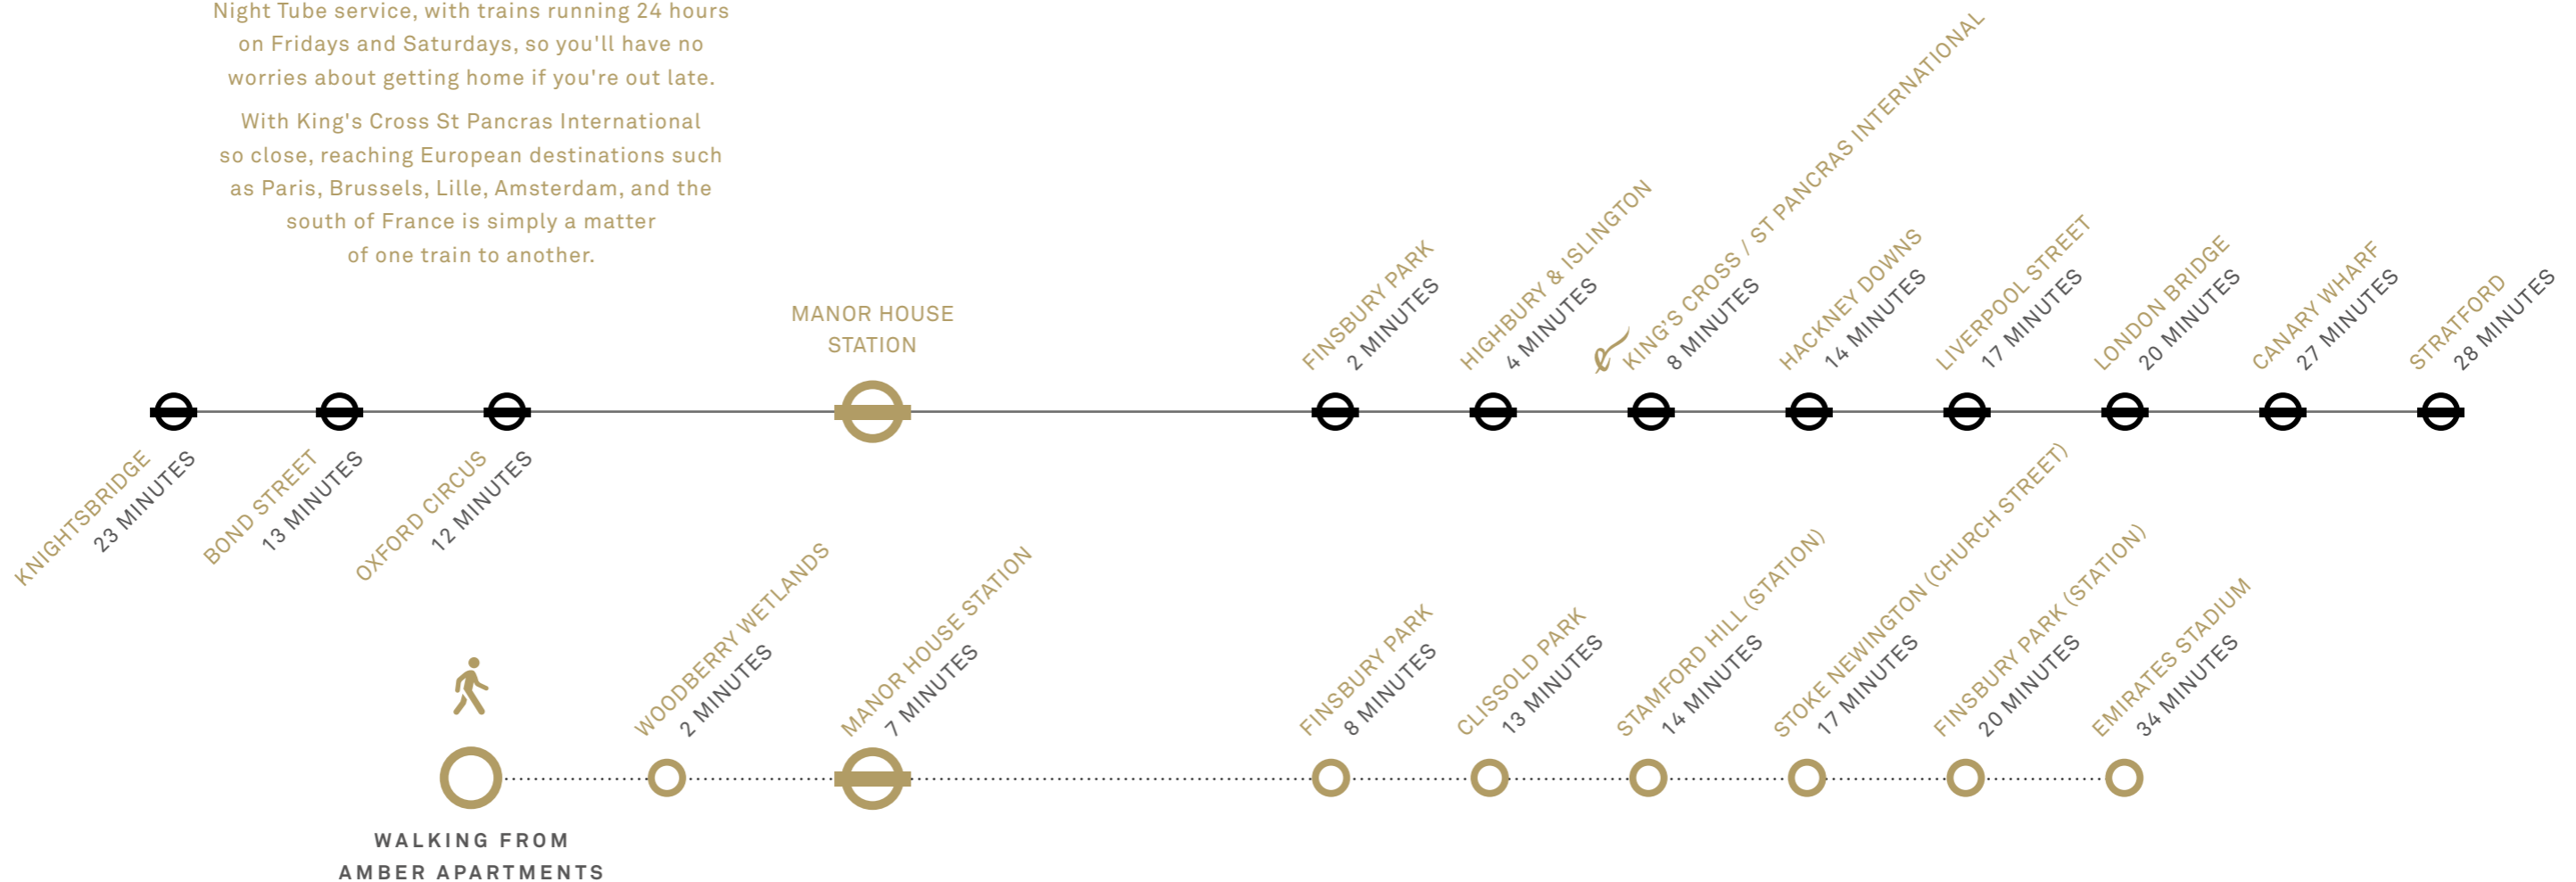 Night Tube service, with trains running 24 hours
on Fridays and Saturdays, so you'll have no
worries about getting home if you're out late.
With King's Cross St Pancras International
so close, reaching European destinations such
as Paris, Brussels, Lille, Amsterdam, and the
south of France is simply a matter
of one train to another.
MANOR HOUSE
STATION
FINSBURY PARK
2 MINUTES
HIGHBURY & ISLINGTON
4 MINUTES
KING'S CROSS / ST PANCRAS INTERNATIONAL
8 MINUTES
HACKNEY DOWNS
14 MINUTES
LIVERPOOL STREET
17 MINUTES
LONDON BRIDGE
20 MINUTES
CANARY WHARF
27 MINUTES
STRATFORD
28 MINUTES
KNIGHTSBRIDGE
23 MINUTES
BOND STREET
13 MINUTES
OXFORD CIRCUS
12 MINUTES
WOODBERRY WETLANDS
2 MINUTES
MANOR HOUSE STATION
7 MINUTES
FINSBURY PARK
8 MINUTES
CLISSOLD PARK
13 MINUTES
STAMFORD HILL (STATION)
14 MINUTES
STOKE NEWINGTON (CHURCH STREET)
17 MINUTES
FINSBURY PARK (STATION)
20 MINUTES
EMIRATES STADIUM
34 MINUTES
WALKING FROM
AMBER APARTMENTS